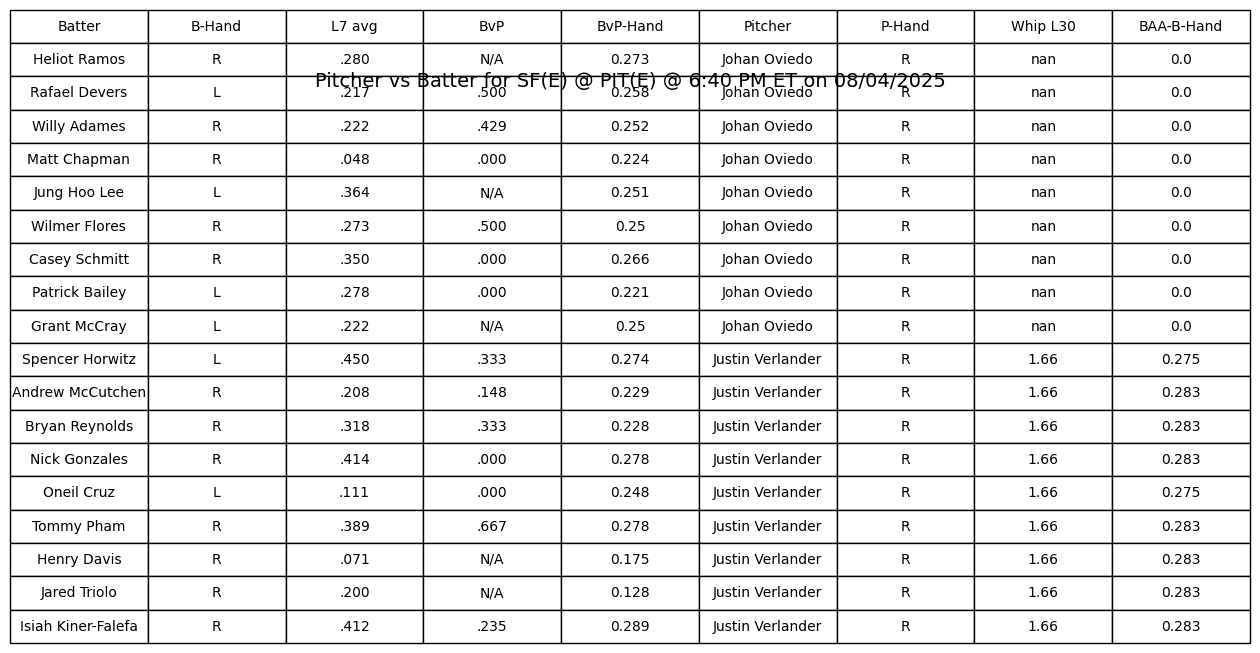 Batter B-Hand L7 avg BvP BvP-Hand Pitcher P-Hand Whip L30 BAA-B-Hand
Heliot Ramos R .280 N/A 0.273 Johan Oviedo R nan 0.0
Pitcher vs Batter for SF(E) @ PIT(E) @ 6:40 PM ET on 08/04/2025
Rafael Devers L .217 .500 0.258 Johan Oviedo R nan 0.0
Willy Adames R .222 .429 0.252 Johan Oviedo R nan 0.0
Matt Chapman R .048 .000 0.224 Johan Oviedo R nan 0.0
Jung Hoo Lee L .364 N/A 0.251 Johan Oviedo R nan 0.0
Wilmer Flores R .273 .500 0.25 Johan Oviedo R nan 0.0
Casey Schmitt R .350 .000 0.266 Johan Oviedo R nan 0.0
Patrick Bailey L .278 .000 0.221 Johan Oviedo R nan 0.0
Grant McCray L .222 N/A 0.25 Johan Oviedo R nan 0.0
Spencer Horwitz L .450 .333 0.274 Justin Verlander R 1.66 0.275
Andrew McCutchen R .208 .148 0.229 Justin Verlander R 1.66 0.283
Bryan Reynolds R .318 .333 0.228 Justin Verlander R 1.66 0.283
Nick Gonzales R .414 .000 0.278 Justin Verlander R 1.66 0.283
Oneil Cruz L .111 .000 0.248 Justin Verlander R 1.66 0.275
Tommy Pham R .389 .667 0.278 Justin Verlander R 1.66 0.283
Henry Davis R .071 N/A 0.175 Justin Verlander R 1.66 0.283
Jared Triolo R .200 N/A 0.128 Justin Verlander R 1.66 0.283
Isiah Kiner-Falefa R .412 .235 0.289 Justin Verlander R 1.66 0.283